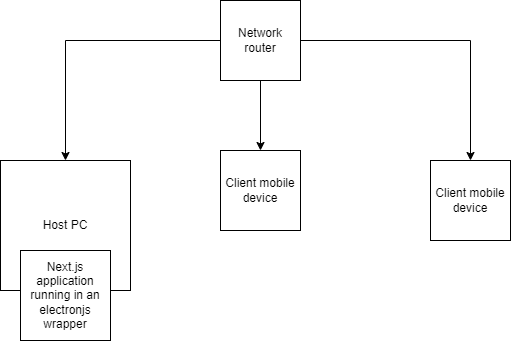 Network
router
Client mobile
device
Client mobile
device
Host PC
Next.js
application
running in an
electronjs
wrapper